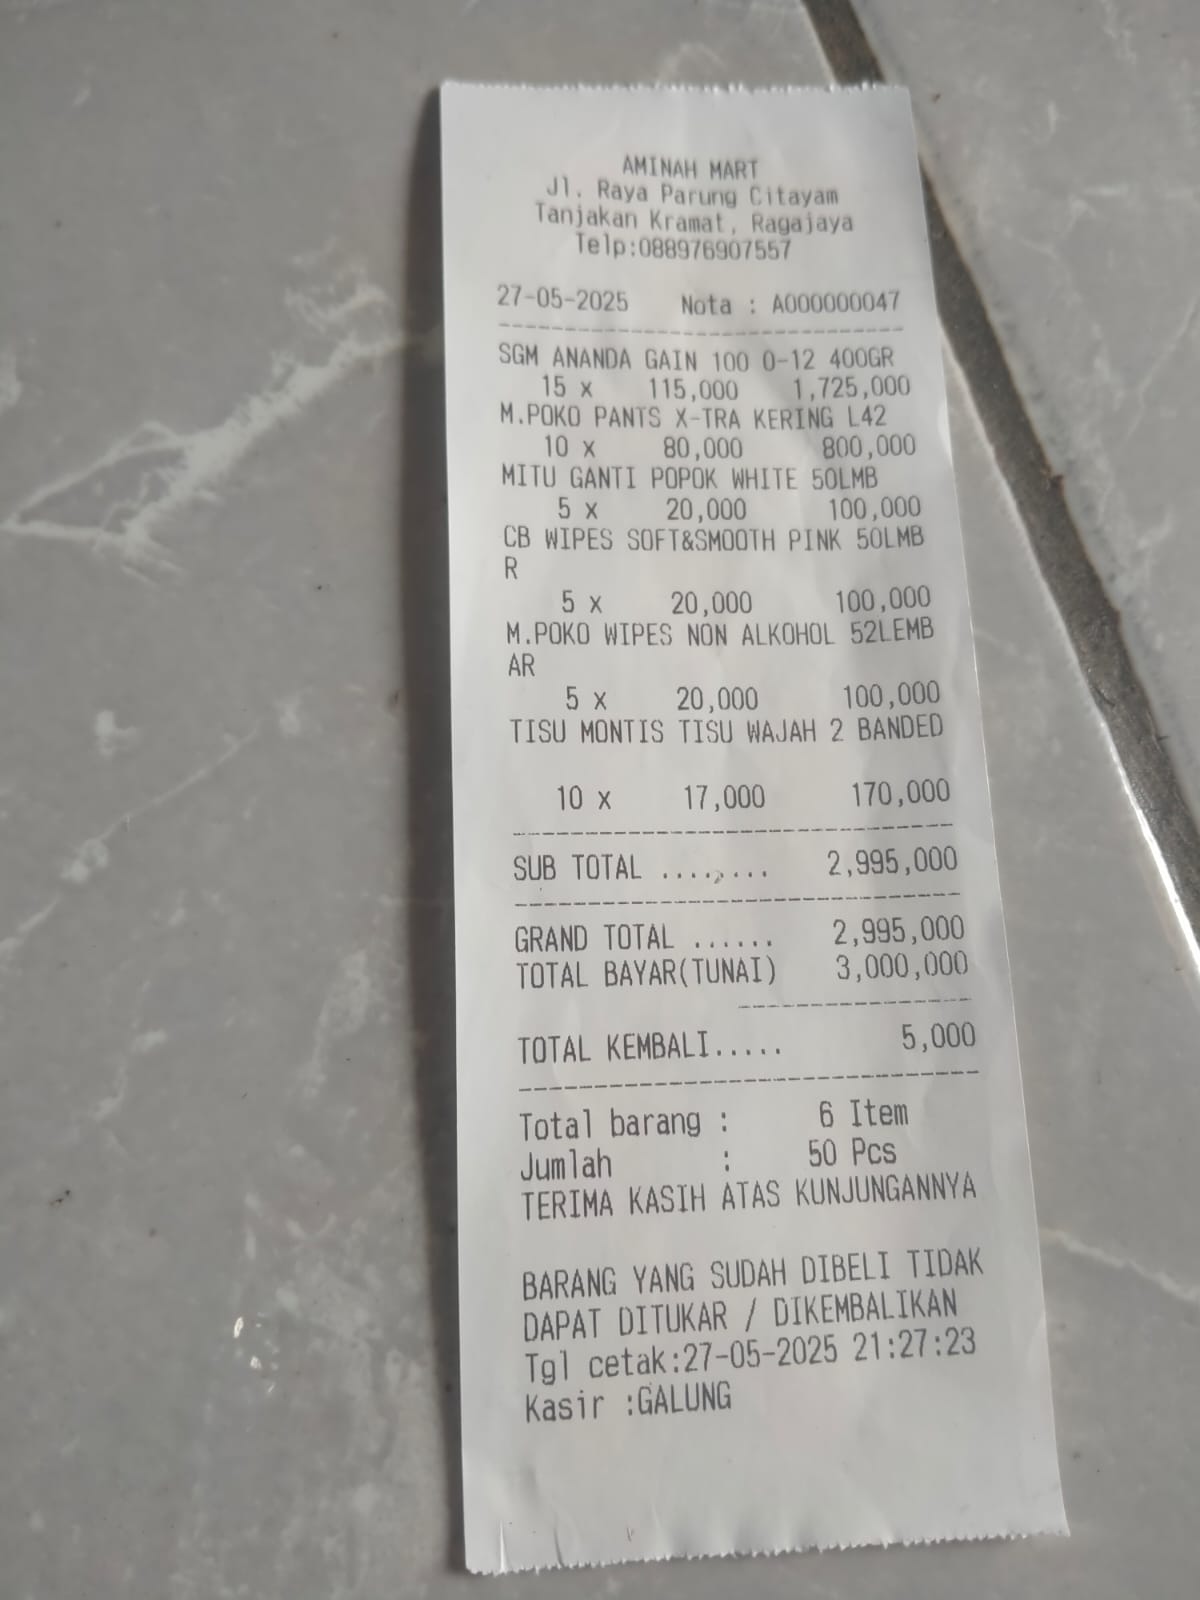 AMINAH MART
Jl. Raya Parung Citayam
Tanjakan Kramat, Ragajaya
Telp:088976907557
27-05-2025 Nota : A000000047
SGM ANANDA GAIN 100 0-12 400GR
15 x 115,000 1,725,000
M.POKO PANTS X-TRA KERING L42
10 x 80,000 800,000
MITU GANTI POPOK WHITE 50LMB
5 x 20,000 100,000
CB WIPES SOFT&SMOOTH PINK 50LMB
R
5 x 20,000 100,000
M.POKO WIPES NON ALKOHOL 52LEMB
AR
5 x 20,000 100,000
TISU MONTIS TISU WAJAH 2 BANDED
10 x 17,000 170,000
SUB TOTAL ........ 2,995,000
GRAND TOTAL ...... 2,995,000
TOTAL BAYAR(TUNAI) 3,000,000
TOTAL KEMBALI..... 5,000
Total barang : 6 Item
Jumlah : 50 Pcs
TERIMA KASIH ATAS KUNJUNGANNYA
BARANG YANG SUDAH DIBELI TIDAK
DAPAT DITUKAR / DIKEMBALIKAN
Tgl cetak:27-05-2025 21:27:23
Kasir :GALUNG